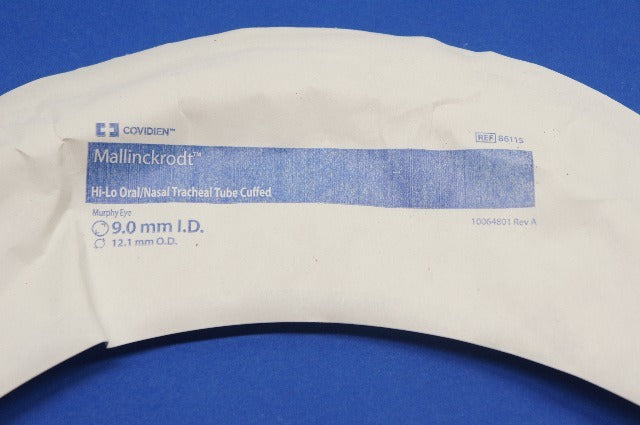 COVIDIEN™
REF 86115
Mallinckrodt™
Hi-Lo Oral/Nasal Tracheal Tube Cuffed
Murphy Eye
9.0 mm I.D.
12.1 mm O.D.
10064801 Rev A